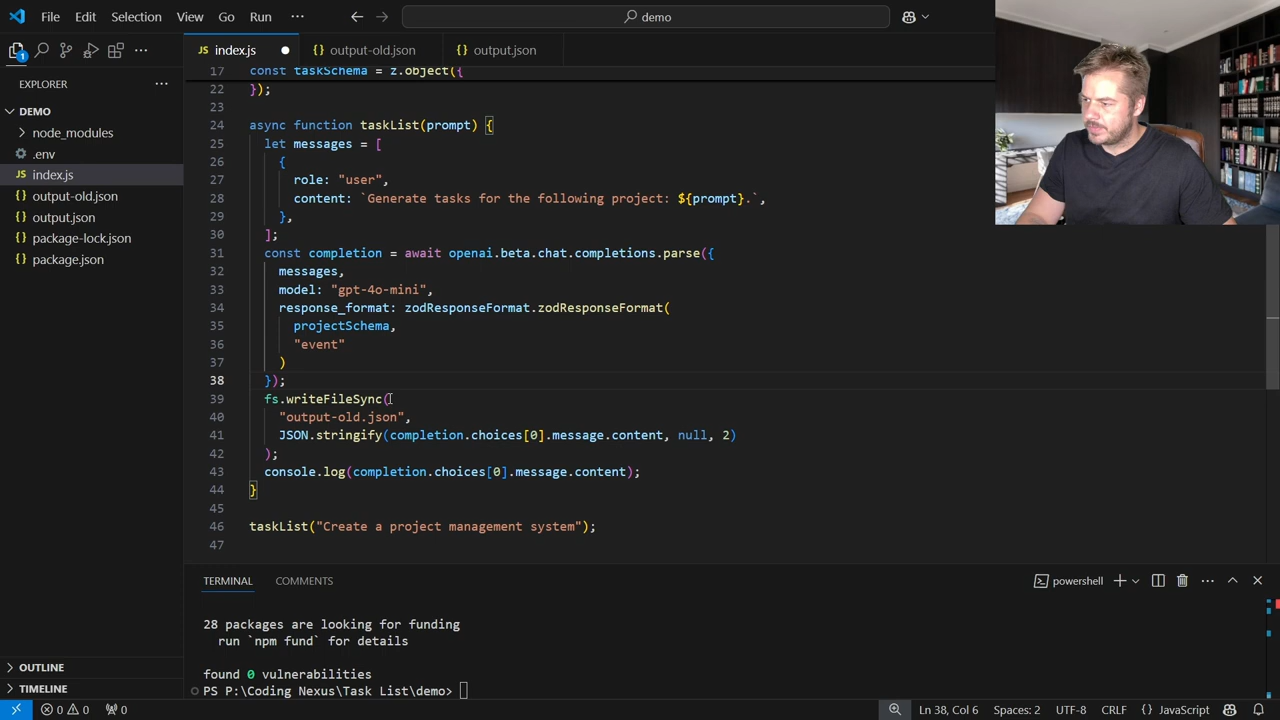 File Edit Selection View Go Run ··· demo
index.js output-old.json output.json
EXPLORER
DEMO
node_modules
.env
index.js
output-old.json
output.json
package-lock.json
package.json
OUTLINE
TIMELINE
17 const taskSchema = z.object({
22 });
23
24 async function taskList(prompt) {
25 let messages = [
26 {
27 role: "user",
28 content: `Generate tasks for the following project: ${prompt}.`,
29 },
30 ];
31 const completion = await openai.beta.chat.completions.parse({
32 messages,
33 model: "gpt-4o-mini",
34 response_format: zodResponseFormat.zodResponseFormat(
35 projectSchema,
36 "event"
37 )
38 });
39 fs.writeFileSync(
40 "output-old.json",
41 JSON.stringify(completion.choices[0].message.content, null, 2)
42 );
43 console.log(completion.choices[0].message.content);
44 }
45
46 taskList("Create a project management system");
47
TERMINAL COMMENTS powershell
28 packages are looking for funding
run `npm fund` for details
found 0 vulnerabilities
PS P:\Coding Nexus\Task List\demo>
0 0 0 Ln 38, Col 6 Spaces: 2 UTF-8 CRLF {} JavaScript